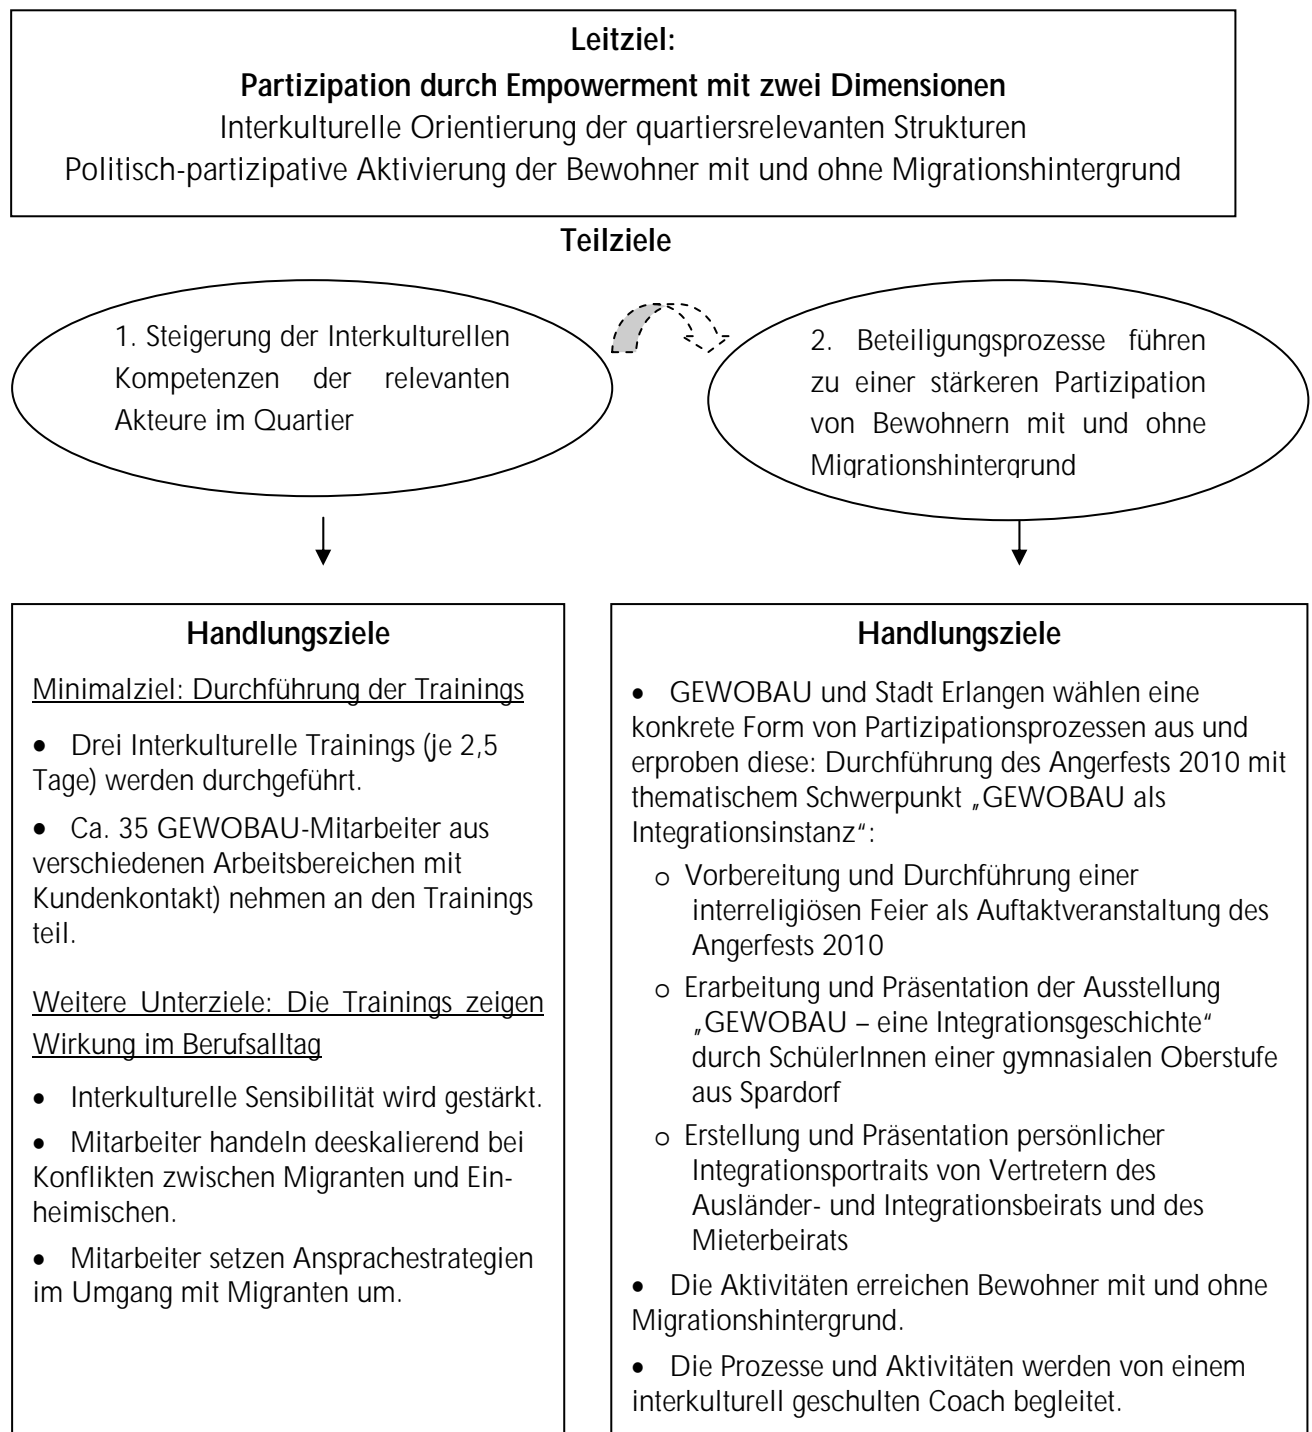 Leitziel:
Partizipation durch Empowerment mit zwei Dimensionen
Interkulturelle Orientierung der quartiersrelevanten Strukturen
Politisch-partizipative Aktivierung der Bewohner mit und ohne Migrationshintergrund
Teilziele
1. Steigerung der Interkulturellen
Kompetenzen der relevanten
Akteure im Quartier
2. Beteiligungsprozesse führen
zu einer stärkeren Partizipation
von Bewohnern mit und ohne
Migrationshintergrund
Handlungsziele
Minimalziel: Durchführung der Trainings
• Drei Interkulturelle Trainings (je 2,5
Tage) werden durchgeführt.
• Ca. 35 GEWOBAU-Mitarbeiter aus
verschiedenen Arbeitsbereichen mit
Kundenkontakt) nehmen an den Trainings
teil.
Weitere Unterziele: Die Trainings zeigen
Wirkung im Berufsalltag
• Interkulturelle Sensibilität wird gestärkt.
• Mitarbeiter handeln deeskalierend bei
Konflikten zwischen Migranten und Ein-
heimischen.
• Mitarbeiter setzen Ansprachestrategien
im Umgang mit Migranten um.
Handlungsziele
• GEWOBAU und Stadt Erlangen wählen eine
konkrete Form von Partizipationsprozessen aus und
erproben diese: Durchführung des Angerfests 2010 mit
thematischem Schwerpunkt „GEWOBAU als
Integrationsinstanz“:
o Vorbereitung und Durchführung einer
interreligiösen Feier als Auftaktveranstaltung des
Angerfests 2010
o Erarbeitung und Präsentation der Ausstellung
„GEWOBAU – eine Integrationsgeschichte“
durch SchülerInnen einer gymnasialen Oberstufe
aus Spardorf
o Erstellung und Präsentation persönlicher
Integrationsportraits von Vertretern des
Ausländer- und Integrationsbeirats und des
Mieterbeirats
• Die Aktivitäten erreichen Bewohner mit und ohne
Migrationshintergrund.
• Die Prozesse und Aktivitäten werden von einem
interkulturell geschulten Coach begleitet.